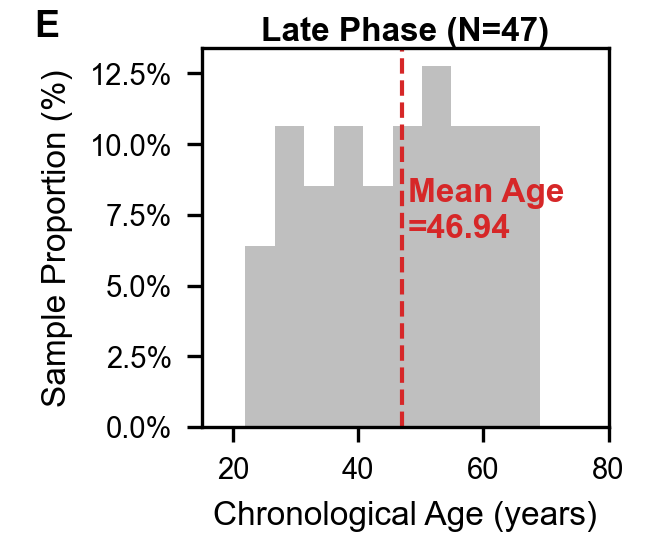 E
Late Phase (N=47)
Sample Proportion (%)
12.5%
10.0%
7.5%
5.0%
2.5%
0.0%
Mean Age
=46.94
20 40 60 80
Chronological Age (years)